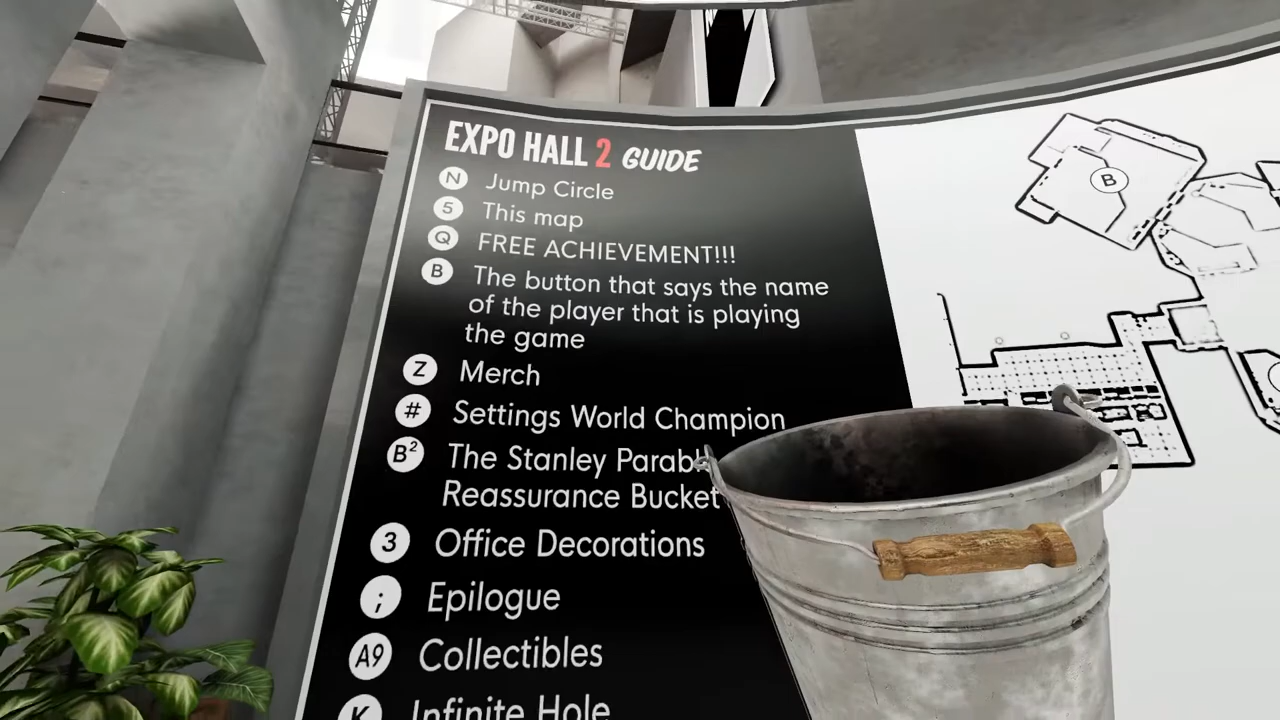 EXPO HALL 2 GUIDE
N Jump Circle
5 This map
Q FREE ACHIEVEMENT!!!
B The button that says the name
of the player that is playing
the game
Z Merch
# Settings World Champion
B² The Stanley Parabl
Reassurance Bucket
3 Office Decorations
; Epilogue
A9 Collectibles
K Infinite Hole
B